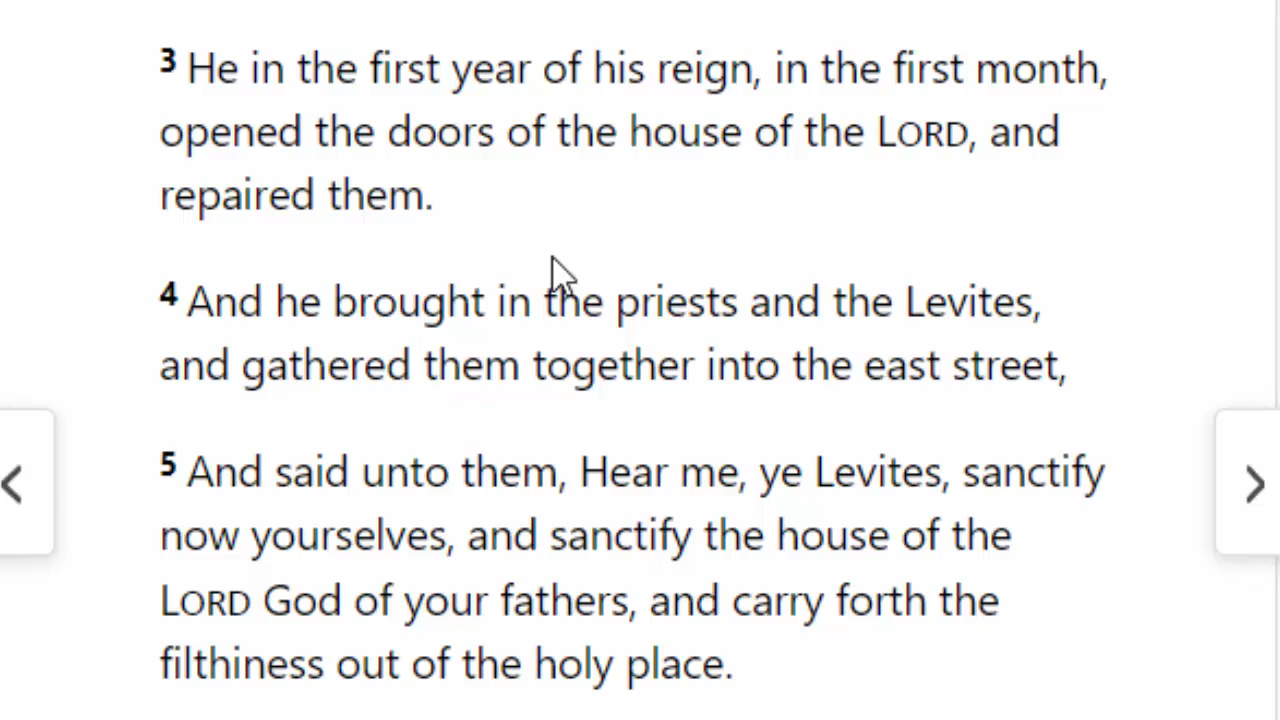 3 He in the first year of his reign, in the first month,
opened the doors of the house of the LORD, and
repaired them.
4 And he brought in the priests and the Levites,
and gathered them together into the east street,
5 And said unto them, Hear me, ye Levites, sanctify
now yourselves, and sanctify the house of the
LORD God of your fathers, and carry forth the
filthiness out of the holy place.